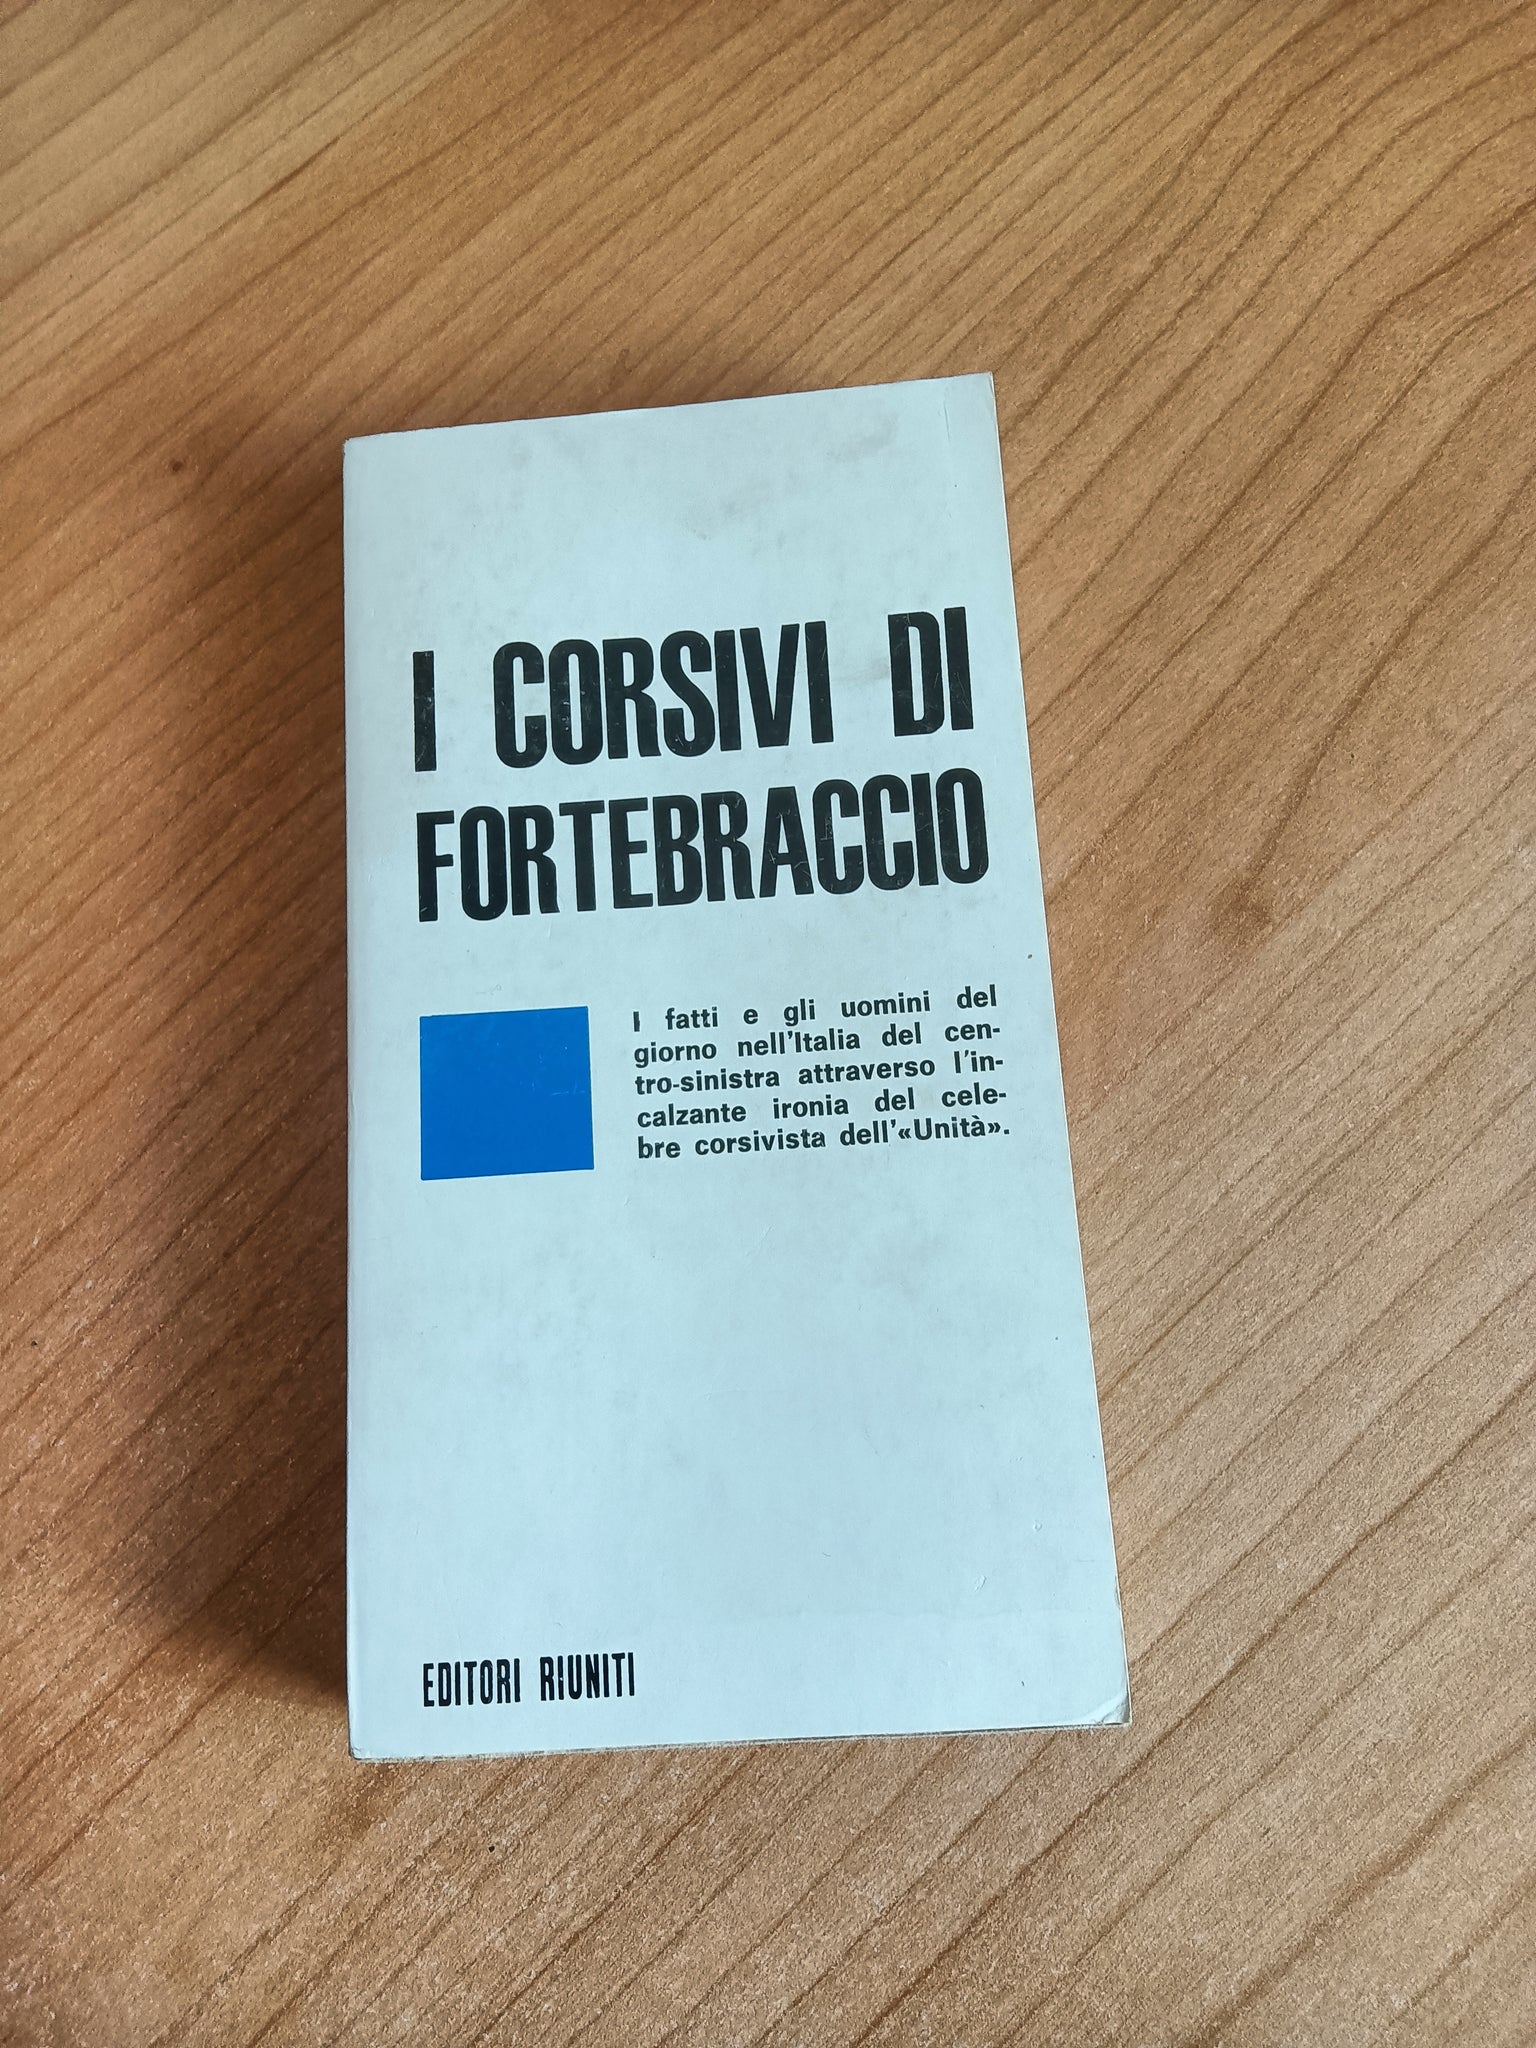 I CORSIVI DI
FORTEBRACCIO
I fatti e gli uomini del
giorno nell'Italia del cen-
tro-sinistra attraverso l'in-
calzante ironia del cele-
bre corsivista dell'«Unità».
EDITORI RIUNITI